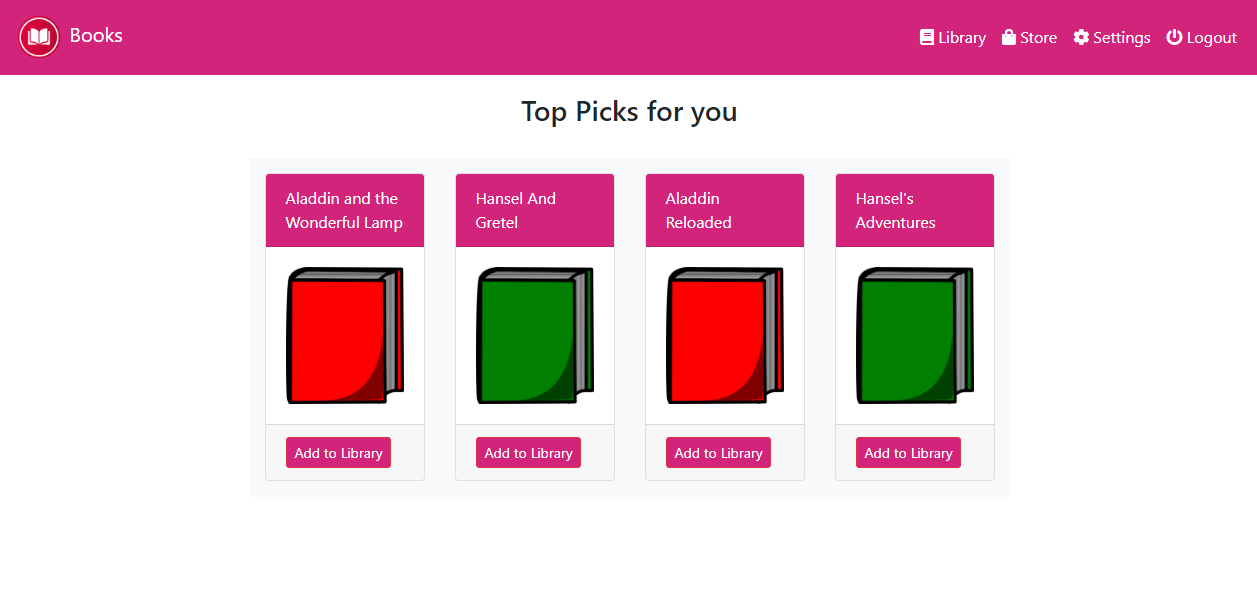 Books
Library
Store
Settings
Logout
Top Picks for you
Aladdin and the
Wonderful Lamp
Hansel And
Gretel
Aladdin
Reloaded
Hansel's
Adventures
Add to Library
Add to Library
Add to Library
Add to Library